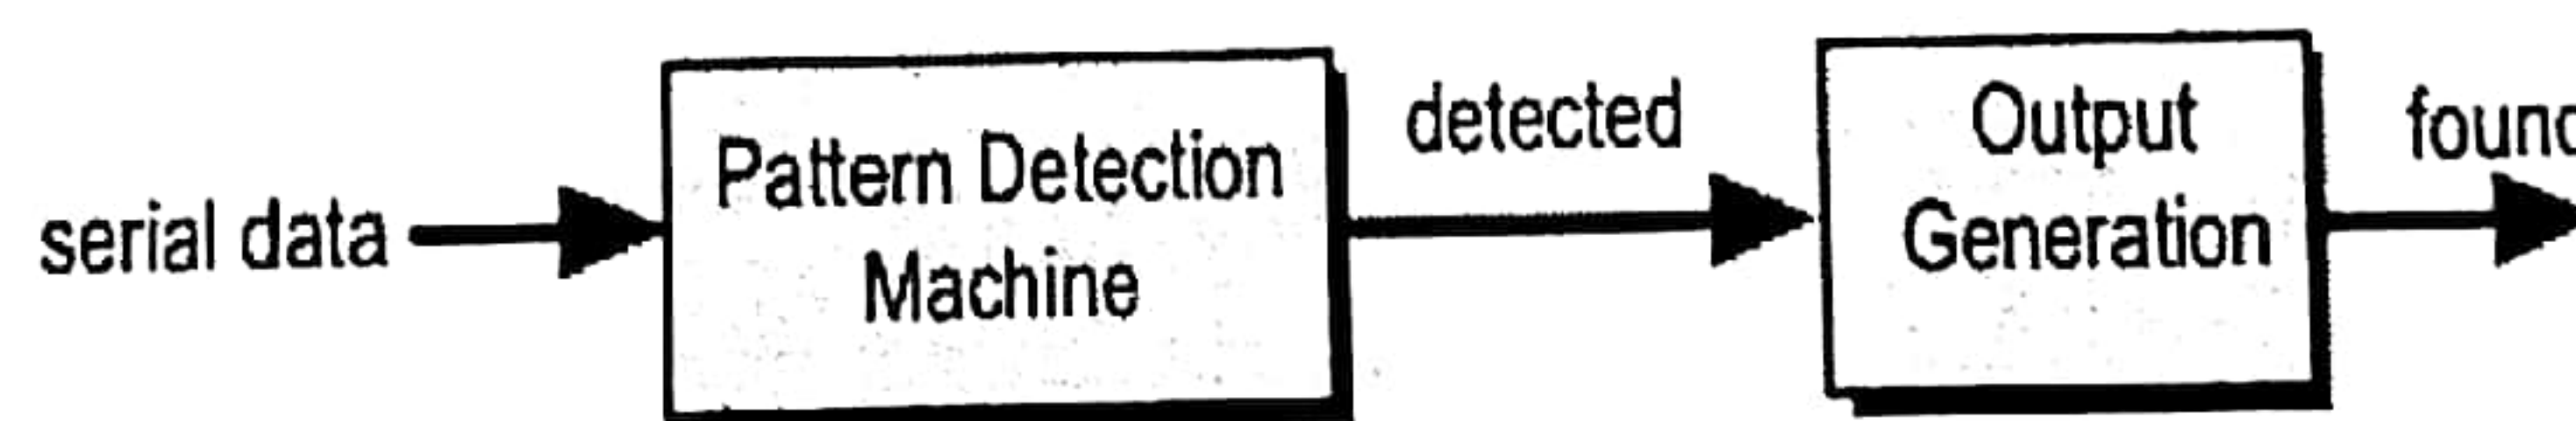 serial data
Pattern Detection
Machine
detected
Output
Generation